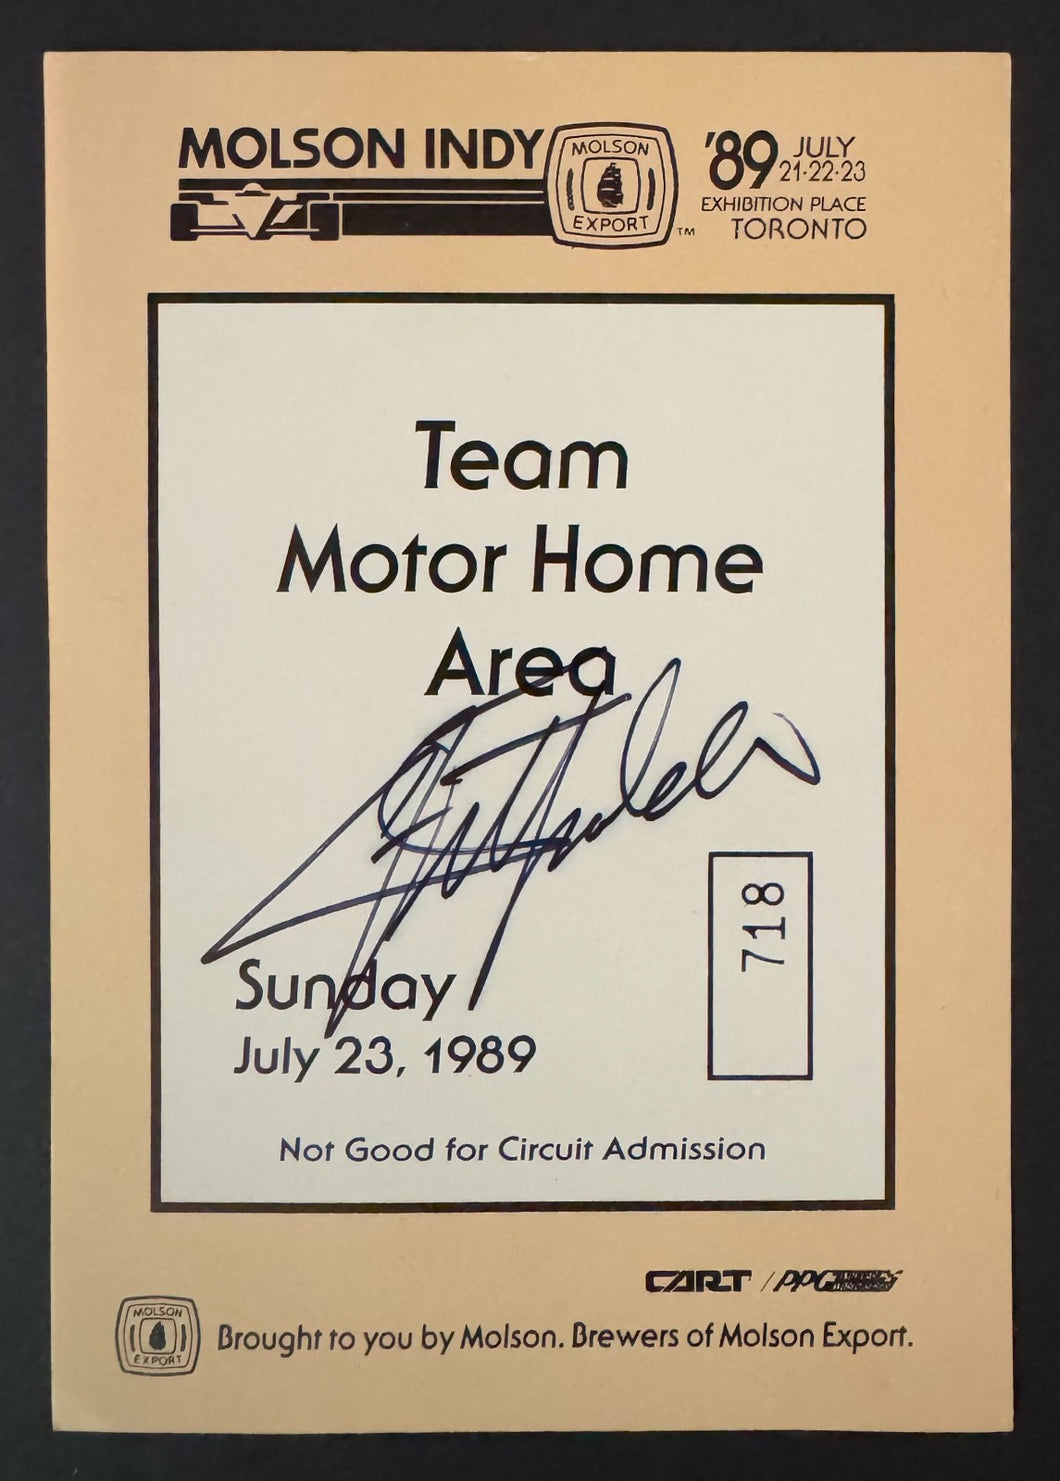 MOLSON INDY
MOLSON
EXPORT
TM
'89 JULY
21·22·23
EXHIBITION PLACE
TORONTO
Team
Motor Home
Area
718
Sunday
July 23, 1989
Not Good for Circuit Admission
CART / PPG
MOLSON
EXPORT
Brought to you by Molson. Brewers of Molson Export.